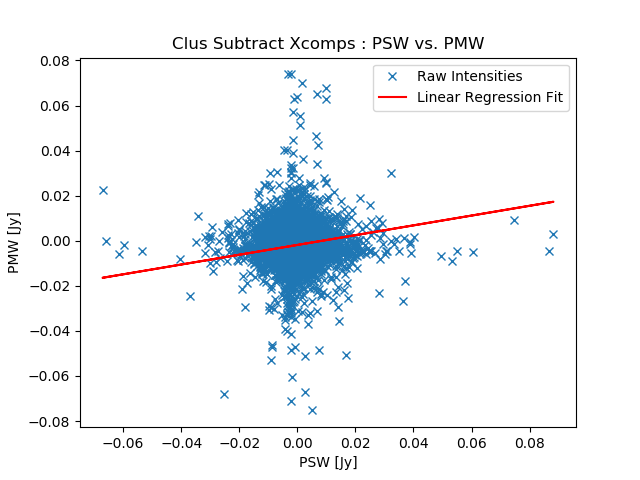 Clus Subtract Xcomps : PSW vs. PMW
Raw Intensities
Linear Regression Fit
0.08
0.06
0.04
0.02
0.00
−0.02
−0.04
−0.06
−0.08
PMW [Jy]
−0.06 −0.04 −0.02 0.00 0.02 0.04 0.06 0.08
PSW [Jy]